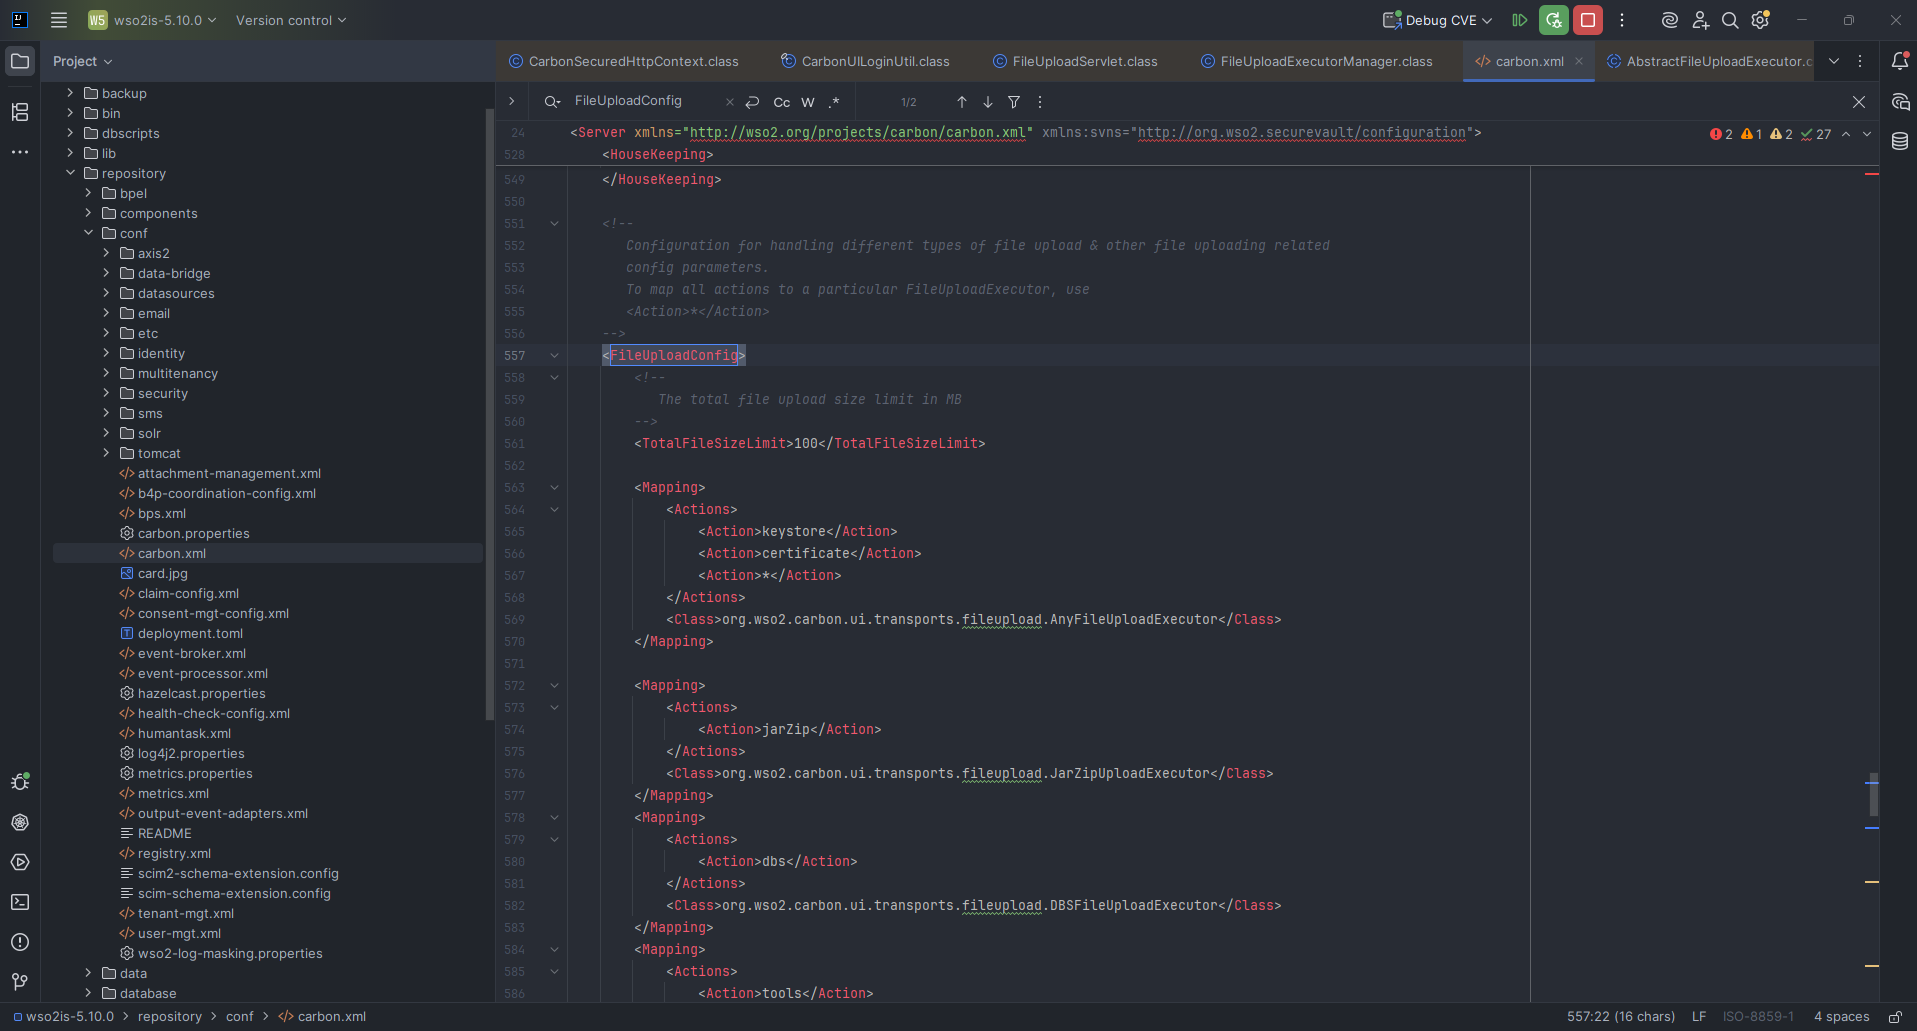 W5 wso2is-5.10.0 Version control Debug CVE
Project
backup
bin
dbscripts
lib
repository
bpel
components
conf
axis2
data-bridge
datasources
email
etc
identity
multitenancy
security
sms
solr
tomcat
attachment-management.xml
b4p-coordination-config.xml
bps.xml
carbon.properties
carbon.xml
card.jpg
claim-config.xml
consent-mgt-config.xml
deployment.toml
event-broker.xml
event-processor.xml
hazelcast.properties
health-check-config.xml
humantask.xml
log4j2.properties
metrics.properties
metrics.xml
output-event-adapters.xml
README
registry.xml
scim2-schema-extension.config
scim-schema-extension.config
tenant-mgt.xml
user-mgt.xml
wso2-log-masking.properties
data
database
CarbonSecuredHttpContext.class CarbonUILoginUtil.class FileUploadServlet.class FileUploadExecutorManager.class carbon.xml AbstractFileUploadExecutor.c
FileUploadConfig Cc W .* 1/2
24 <Server xmlns="http://wso2.org/projects/carbon/carbon.xml" xmlns:svns="http://org.wso2.securevault/configuration"> 2 1 2 27
528 <HouseKeeping>
549 </HouseKeeping>
550
551 <!--
552 Configuration for handling different types of file upload & other file uploading related
553 config parameters.
554 To map all actions to a particular FileUploadExecutor, use
555 <Action>*</Action>
556 -->
557 <FileUploadConfig>
558 <!--
559 The total file upload size limit in MB
560 -->
561 <TotalFileSizeLimit>100</TotalFileSizeLimit>
562
563 <Mapping>
564 <Actions>
565 <Action>keystore</Action>
566 <Action>certificate</Action>
567 <Action>*</Action>
568 </Actions>
569 <Class>org.wso2.carbon.ui.transports.fileupload.AnyFileUploadExecutor</Class>
570 </Mapping>
571
572 <Mapping>
573 <Actions>
574 <Action>jarZip</Action>
575 </Actions>
576 <Class>org.wso2.carbon.ui.transports.fileupload.JarZipUploadExecutor</Class>
577 </Mapping>
578 <Mapping>
579 <Actions>
580 <Action>dbs</Action>
581 </Actions>
582 <Class>org.wso2.carbon.ui.transports.fileupload.DBSFileUploadExecutor</Class>
583 </Mapping>
584 <Mapping>
585 <Actions>
586 <Action>tools</Action>
wso2is-5.10.0 > repository > conf > carbon.xml 557:22 (16 chars) LF ISO-8859-1 4 spaces